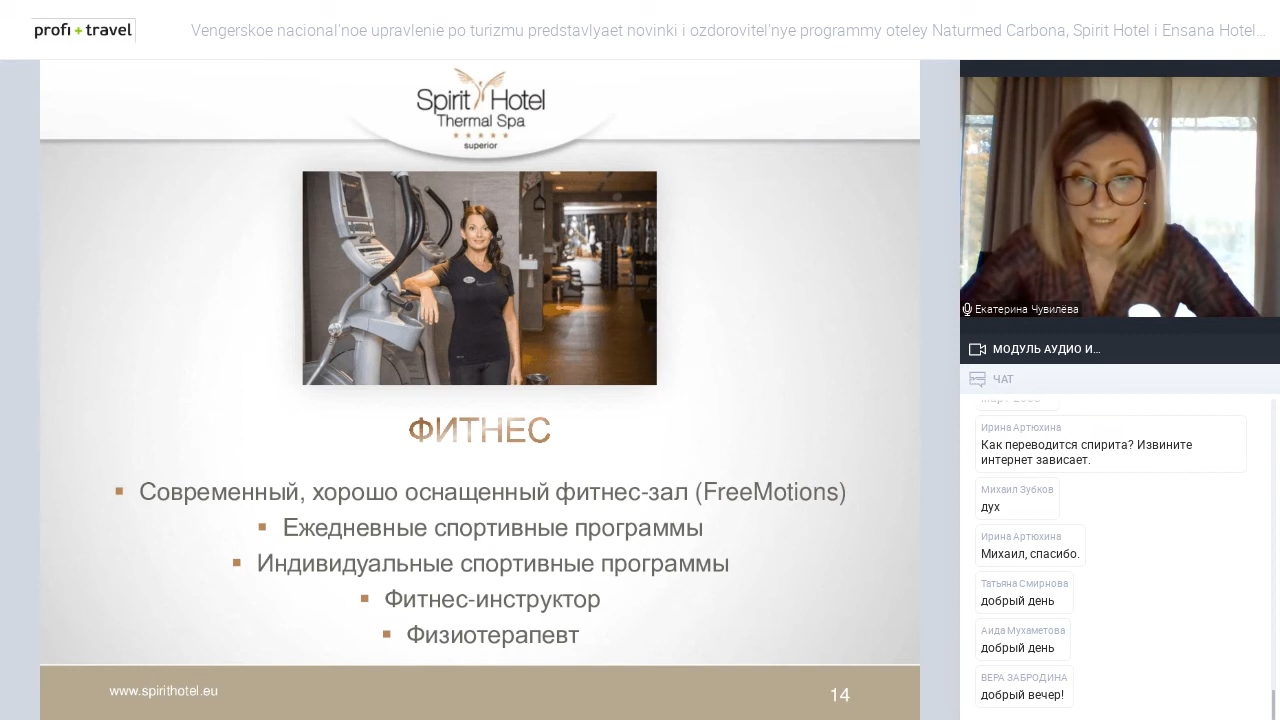 profi + travel
Vengerskoe nacional'noe upravlenie po turizmu predstavlyaet novinki i ozdorovitel'nye programmy oteley Naturmed Carbona, Spirit Hotel i Ensana Hotel...
Spirit Hotel
Thermal Spa
superior
ФИТНЕС
▪ Современный, хорошо оснащенный фитнес-зал (FreeMotions)
▪ Ежедневные спортивные программы
▪ Индивидуальные спортивные программы
▪ Фитнес-инструктор
▪ Физиотерапевт
www.spirithotel.eu
14
Екатерина Чувилёва
МОДУЛЬ АУДИО И...
ЧАТ
Ирина Артюхина
Как переводится спирита? Извините
интернет зависает.
Михаил Зубков
дух
Ирина Артюхина
Михаил, спасибо.
Татьяна Смирнова
добрый день
Аида Мухаметова
добрый день
ВЕРА ЗАБРОДИНА
добрый вечер!